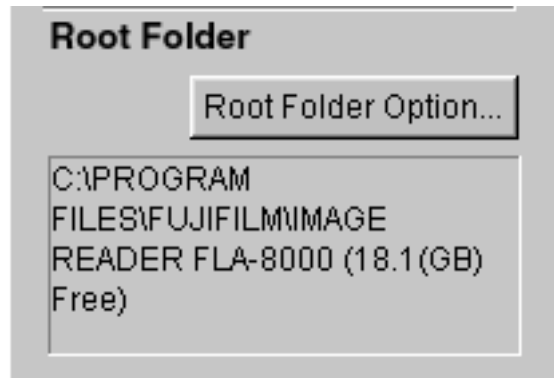 Root Folder
Root Folder Option...
C:\PROGRAM
FILES\FUJIFILM\IMAGE
READER FLA-8000 (18.1(GB)
Free)